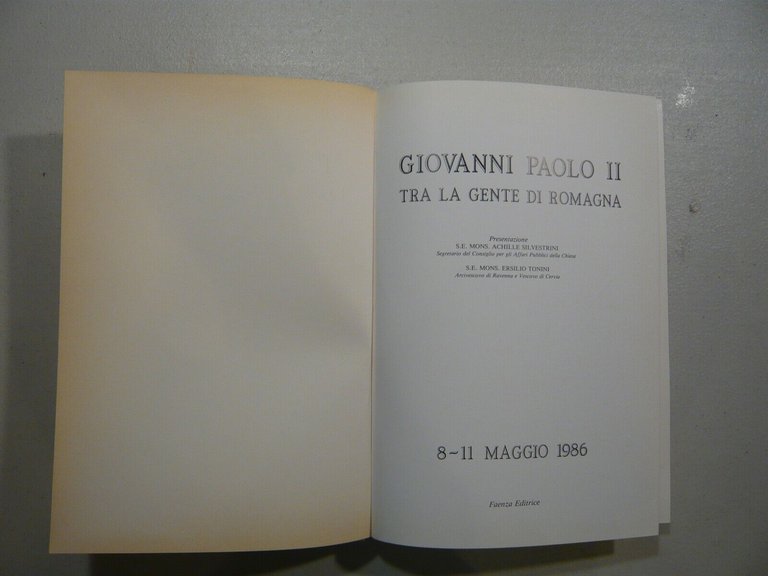 GIOVANNI PAOLO II
TRA LA GENTE DI ROMAGNA
Presentazione
S.E. MONS. ACHILLE SILVESTRINI
Segretario del Consiglio per gli Affari Pubblici della Chiesa
S.E. MONS. ERSILIO TONINI
Arcivescovo di Ravenna e Vescovo di Cervia
8~11 MAGGIO 1986
Faenza Editrice